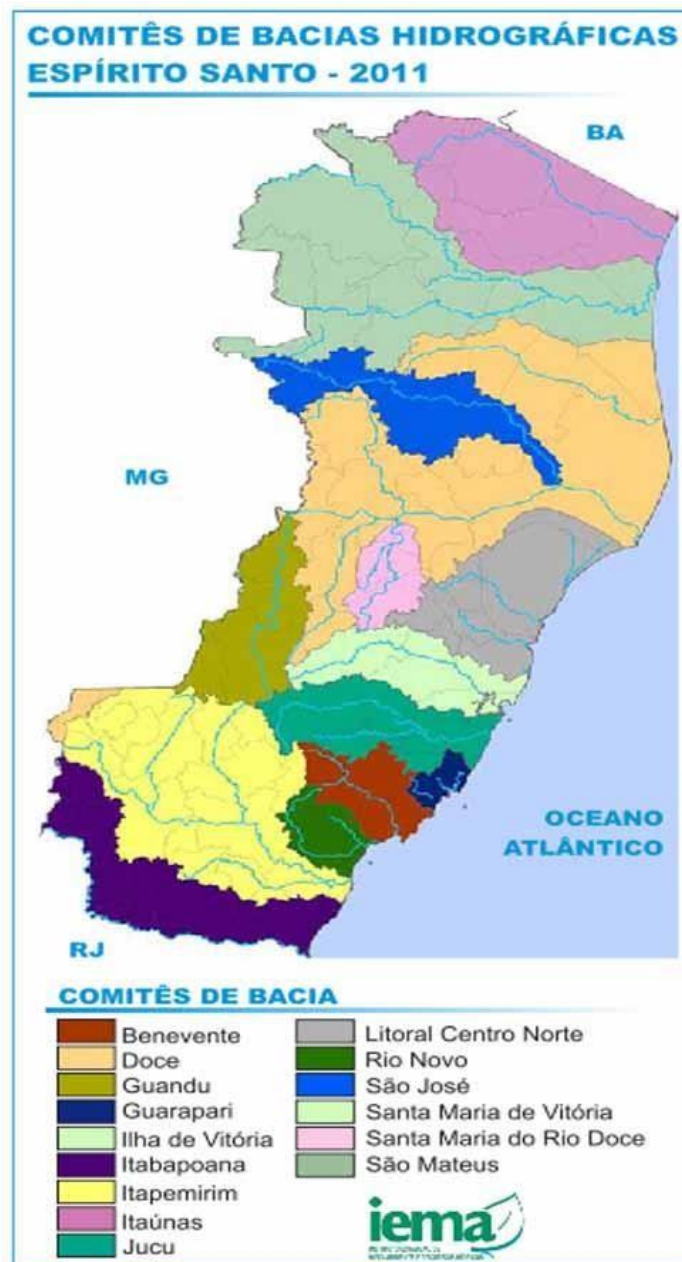 COMITÊS DE BACIAS HIDROGRÁFICAS
ESPÍRITO SANTO - 2011
BA
MG
OCEANO
ATLÂNTICO
RJ
COMITÊS DE BACIA
Benevente
Doce
Guandu
Guarapari
Ilha de Vitória
Itabapoana
Itapemirim
Itaúnas
Jucu
Litoral Centro Norte
Rio Novo
São José
Santa Maria de Vitória
Santa Maria do Rio Doce
São Mateus
iema